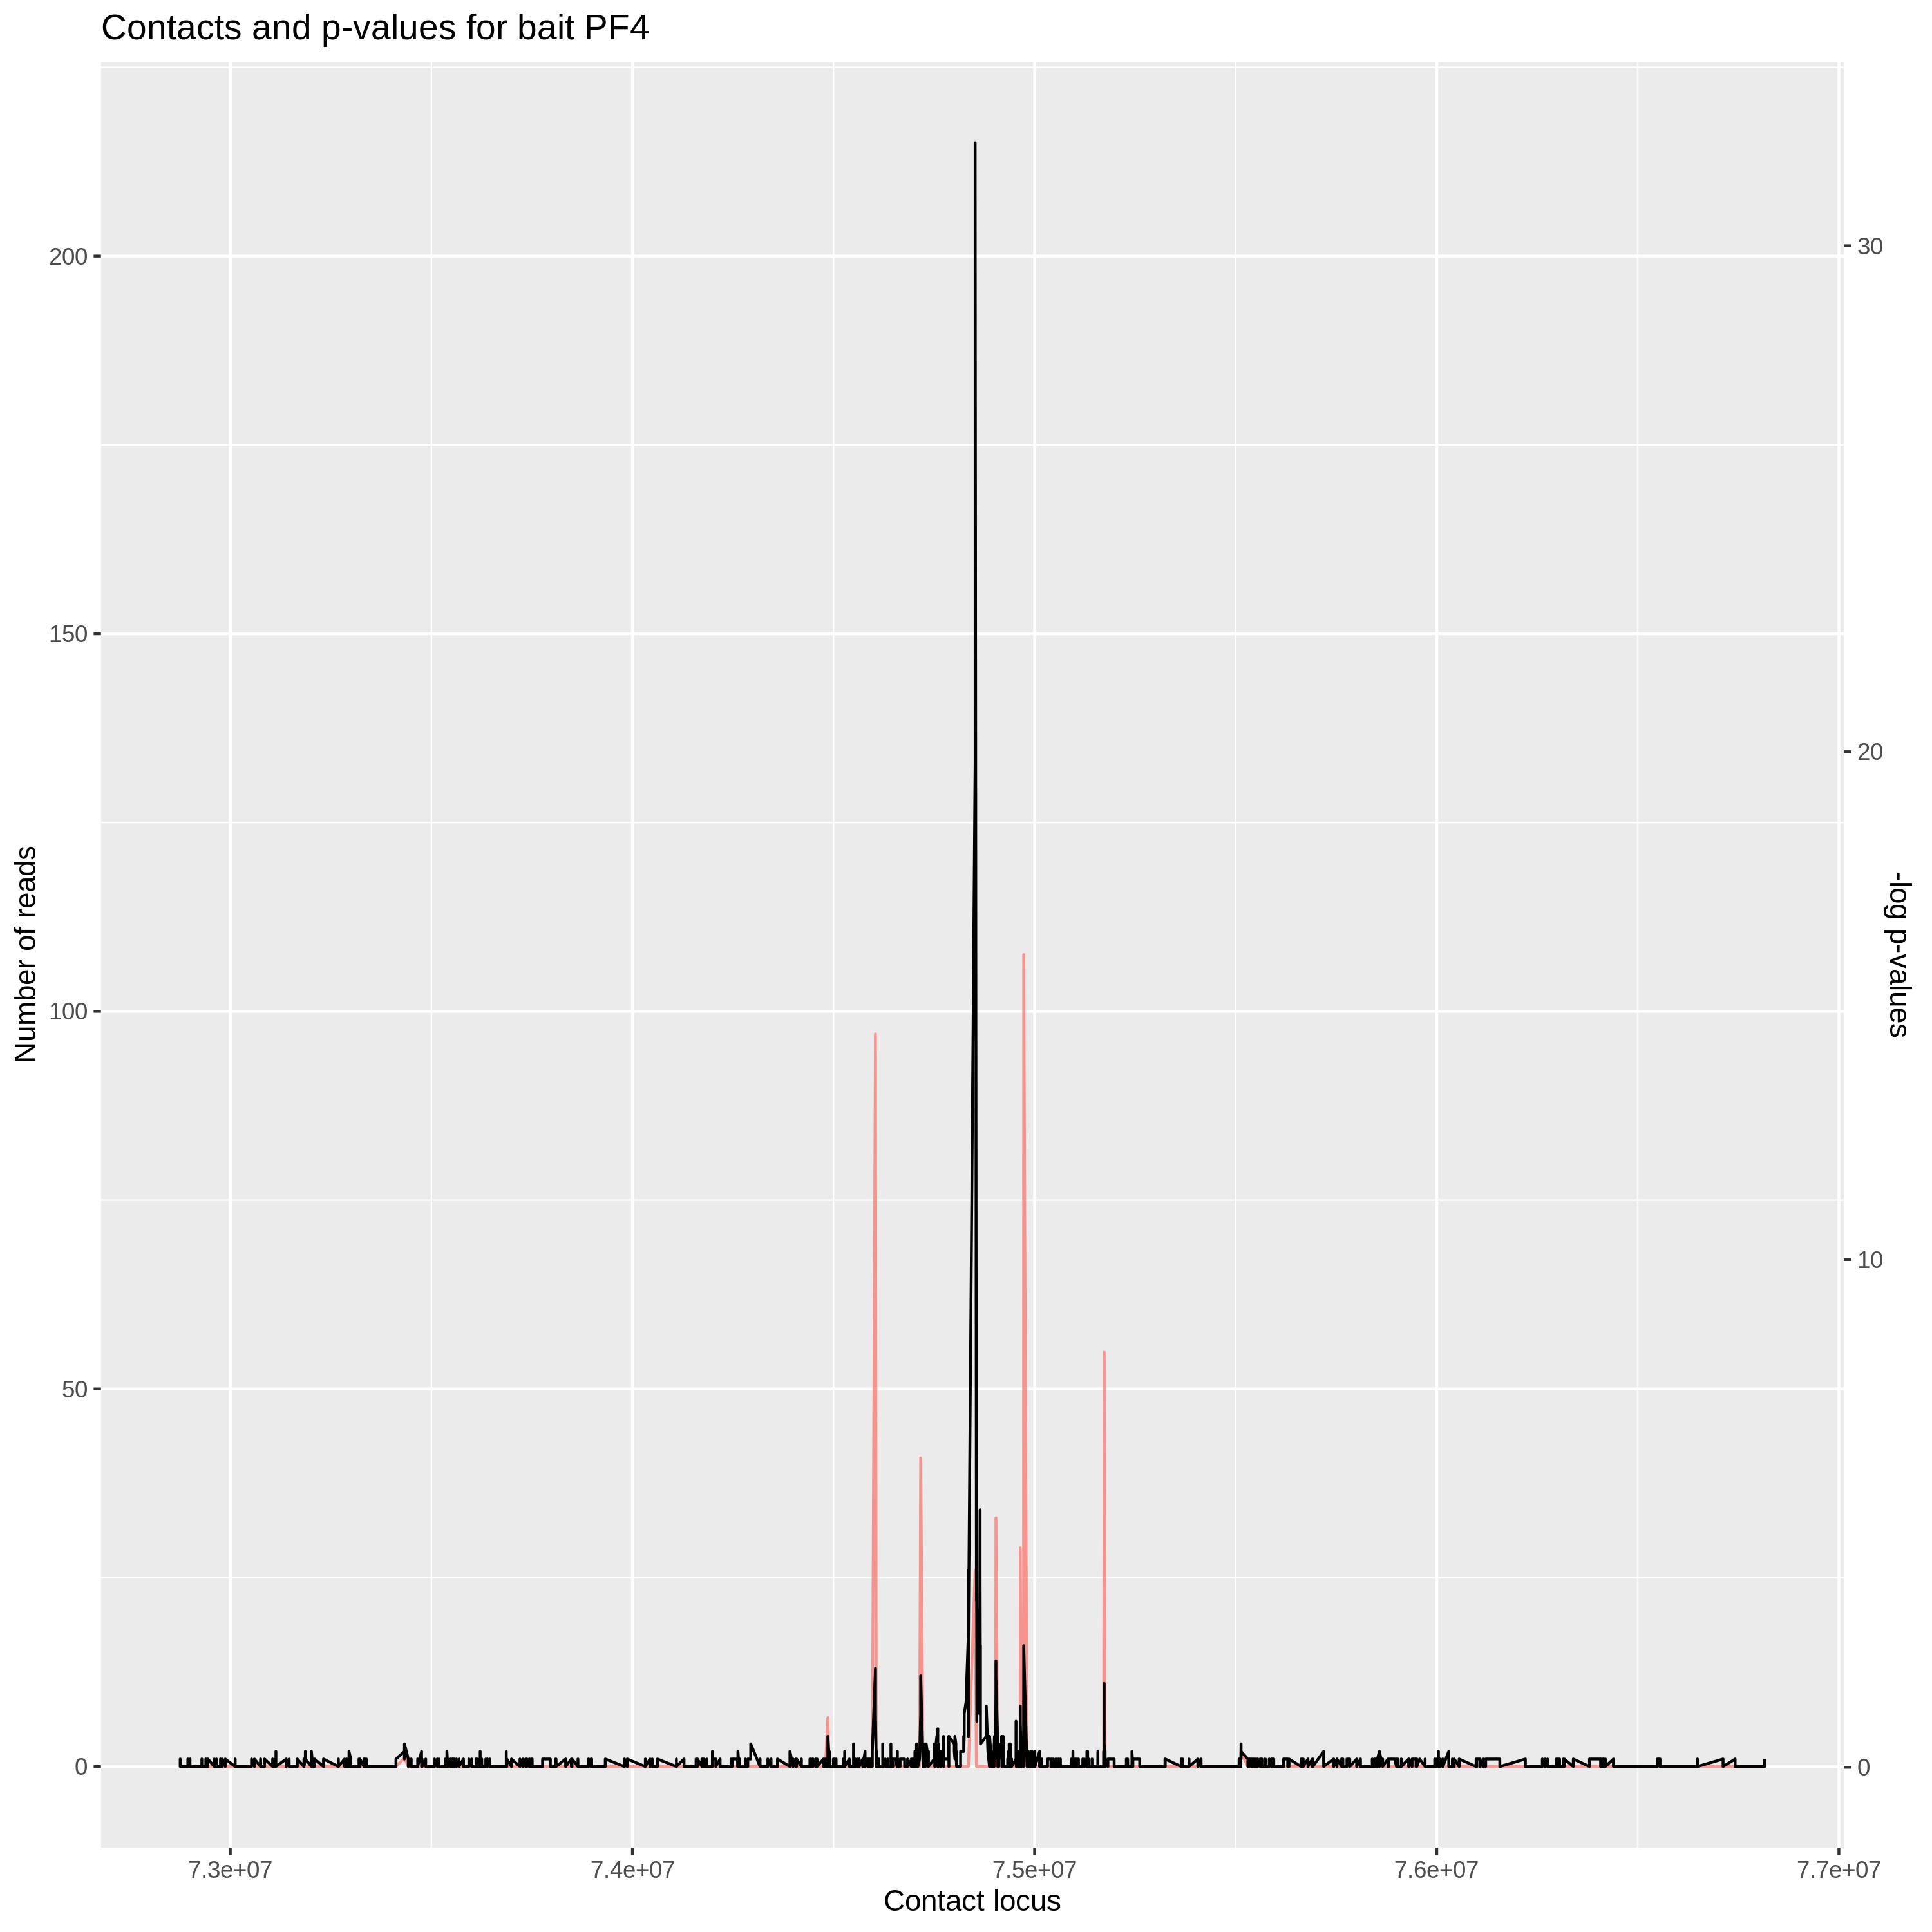 Contacts and p-values for bait PF4
200
150
100
50
0
Number of reads
30
20
10
0
-log p-values
7.3e+07
7.4e+07
7.5e+07
7.6e+07
7.7e+07
Contact locus